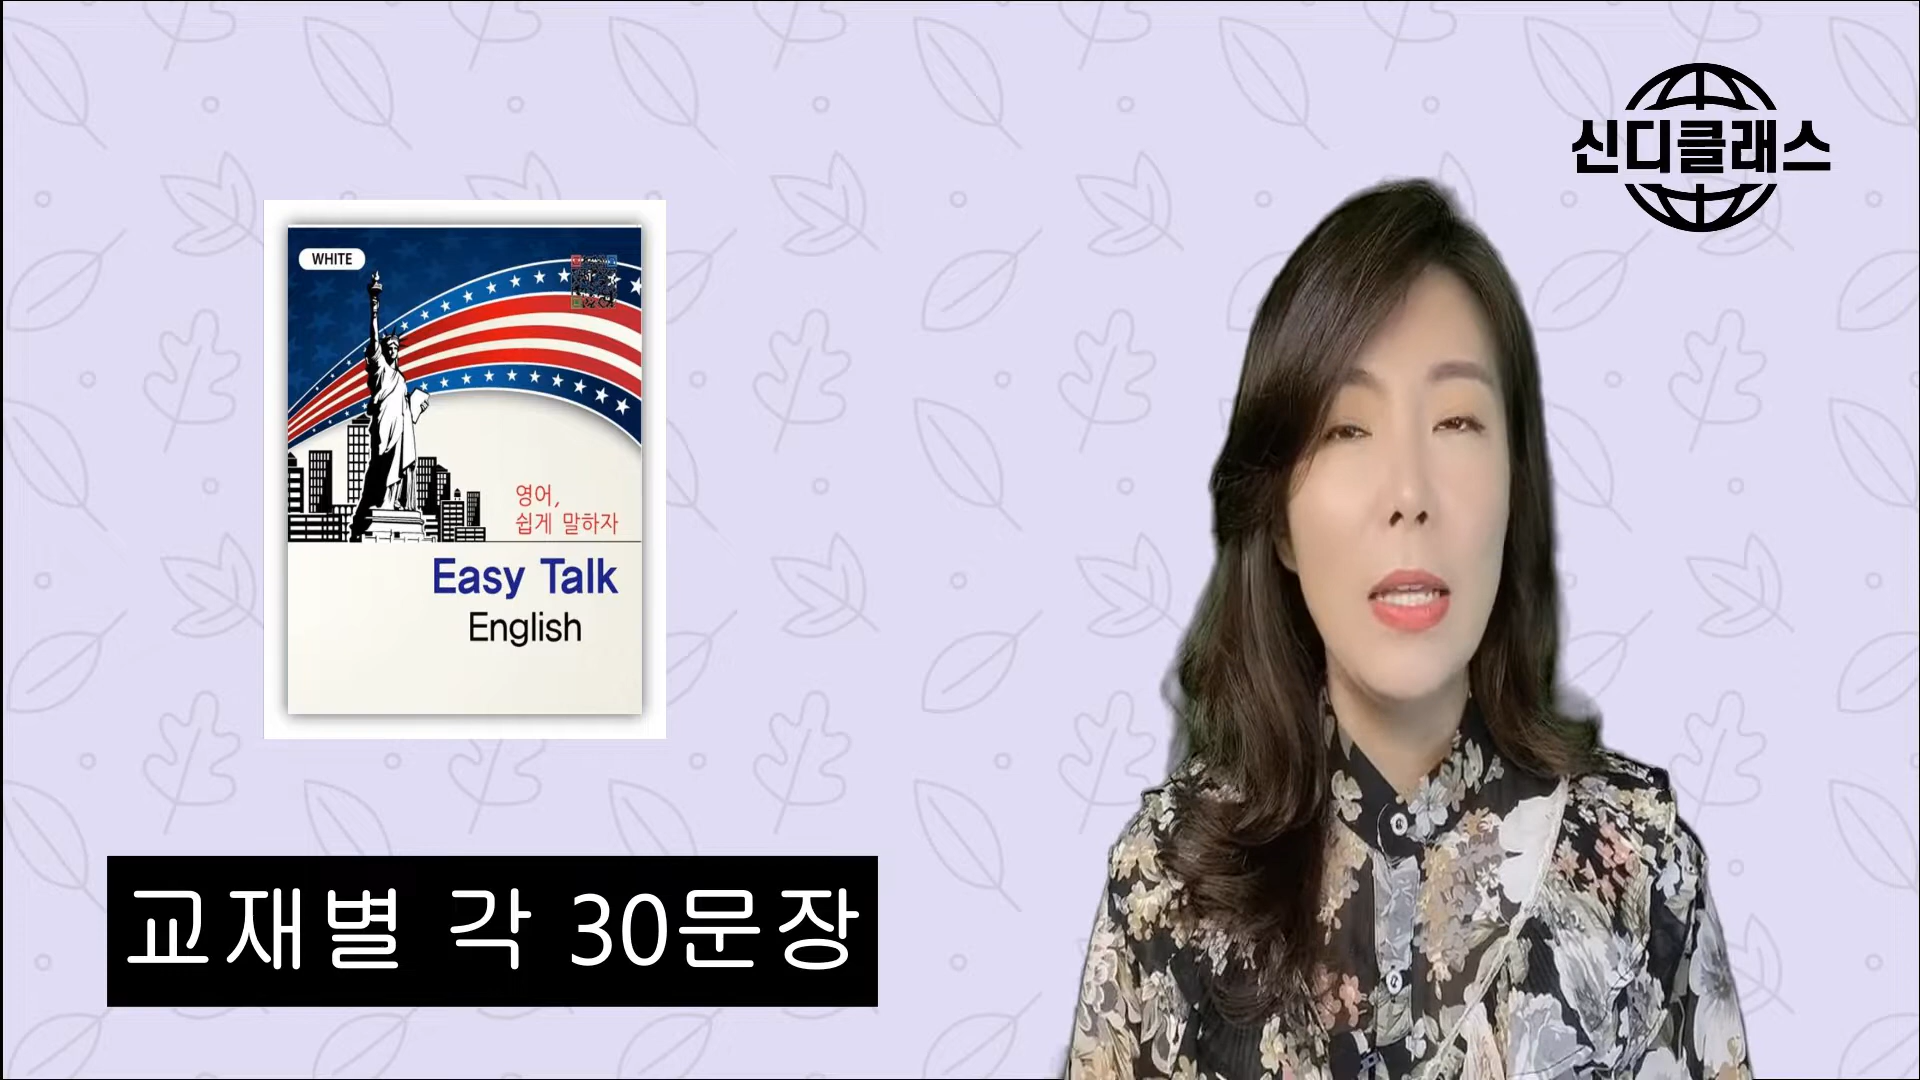 신디클래스
WHITE
영어,
쉽게 말하자
Easy Talk
English
교재별 각 30문장